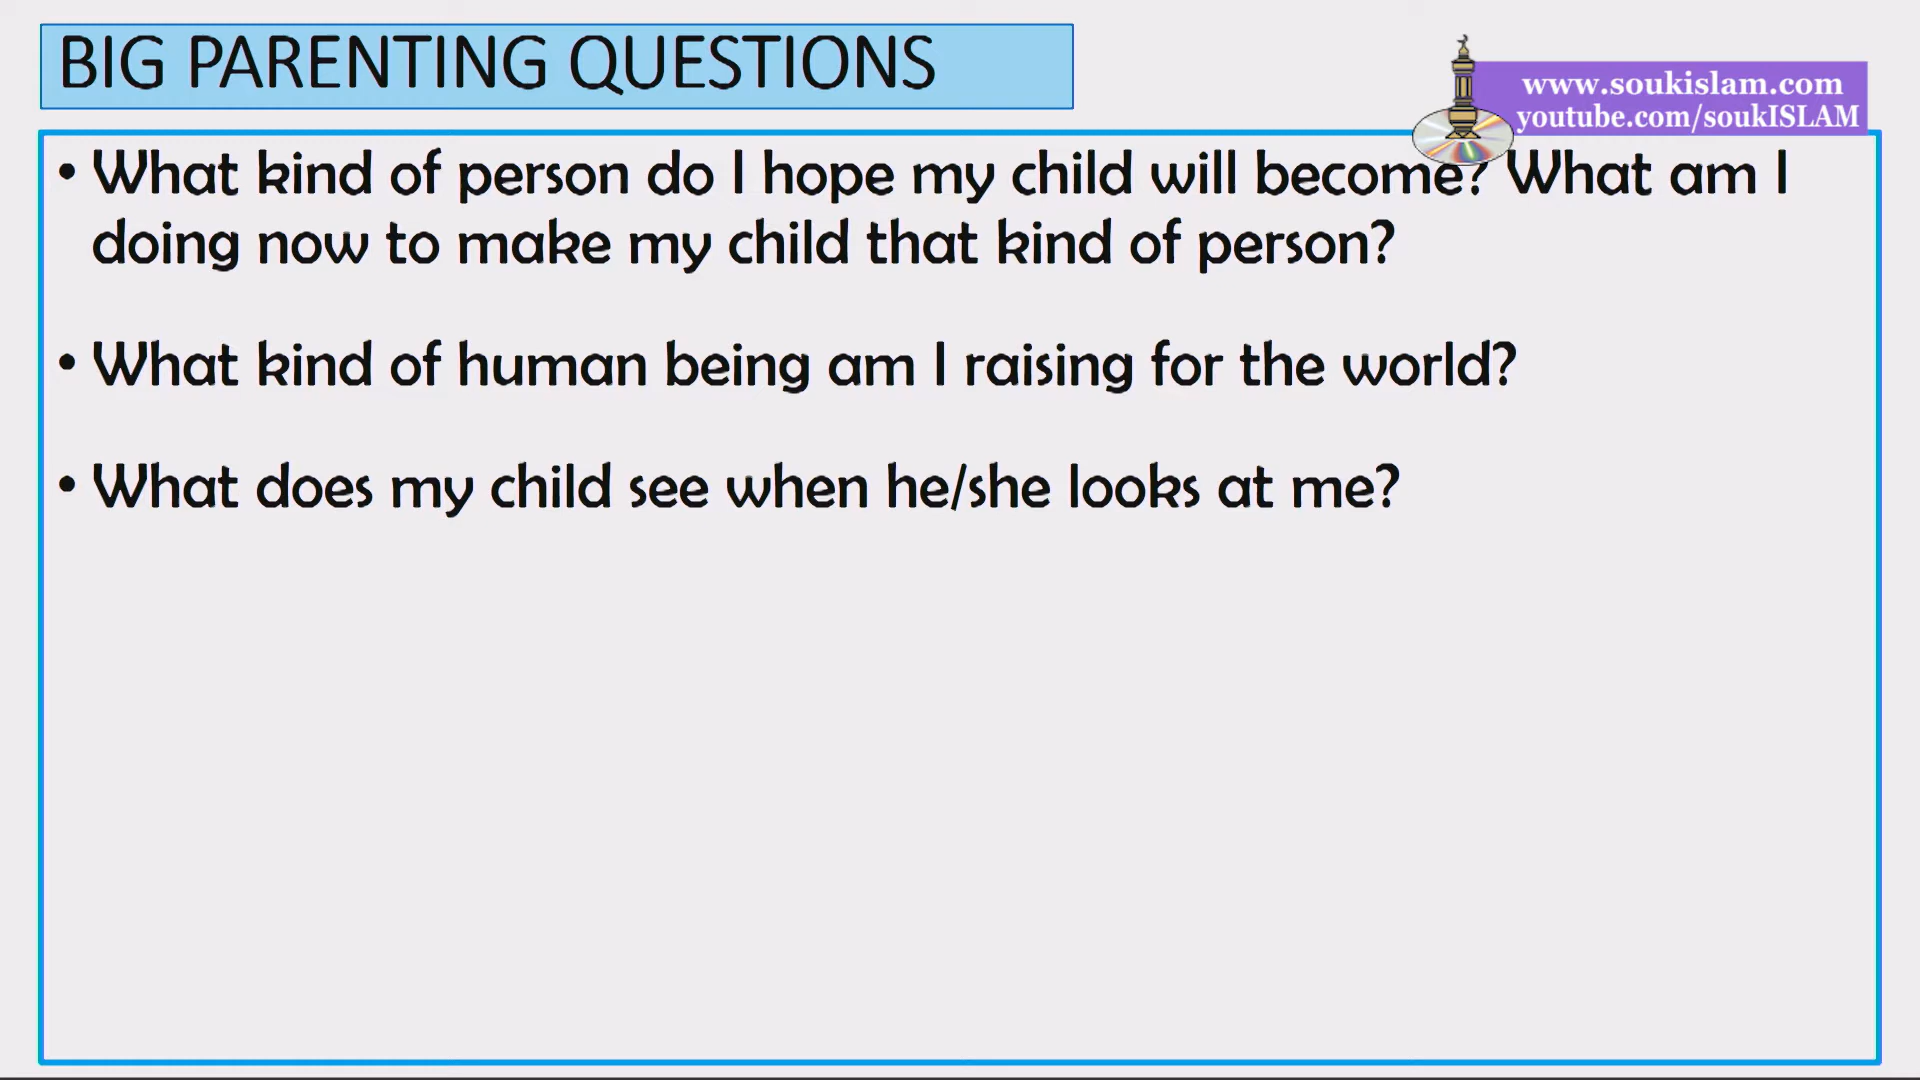 BIG PARENTING QUESTIONS
www.soukislam.com
youtube.com/soukISLAM
• What kind of person do I hope my child will become? What am I
doing now to make my child that kind of person?
• What kind of human being am I raising for the world?
• What does my child see when he/she looks at me?